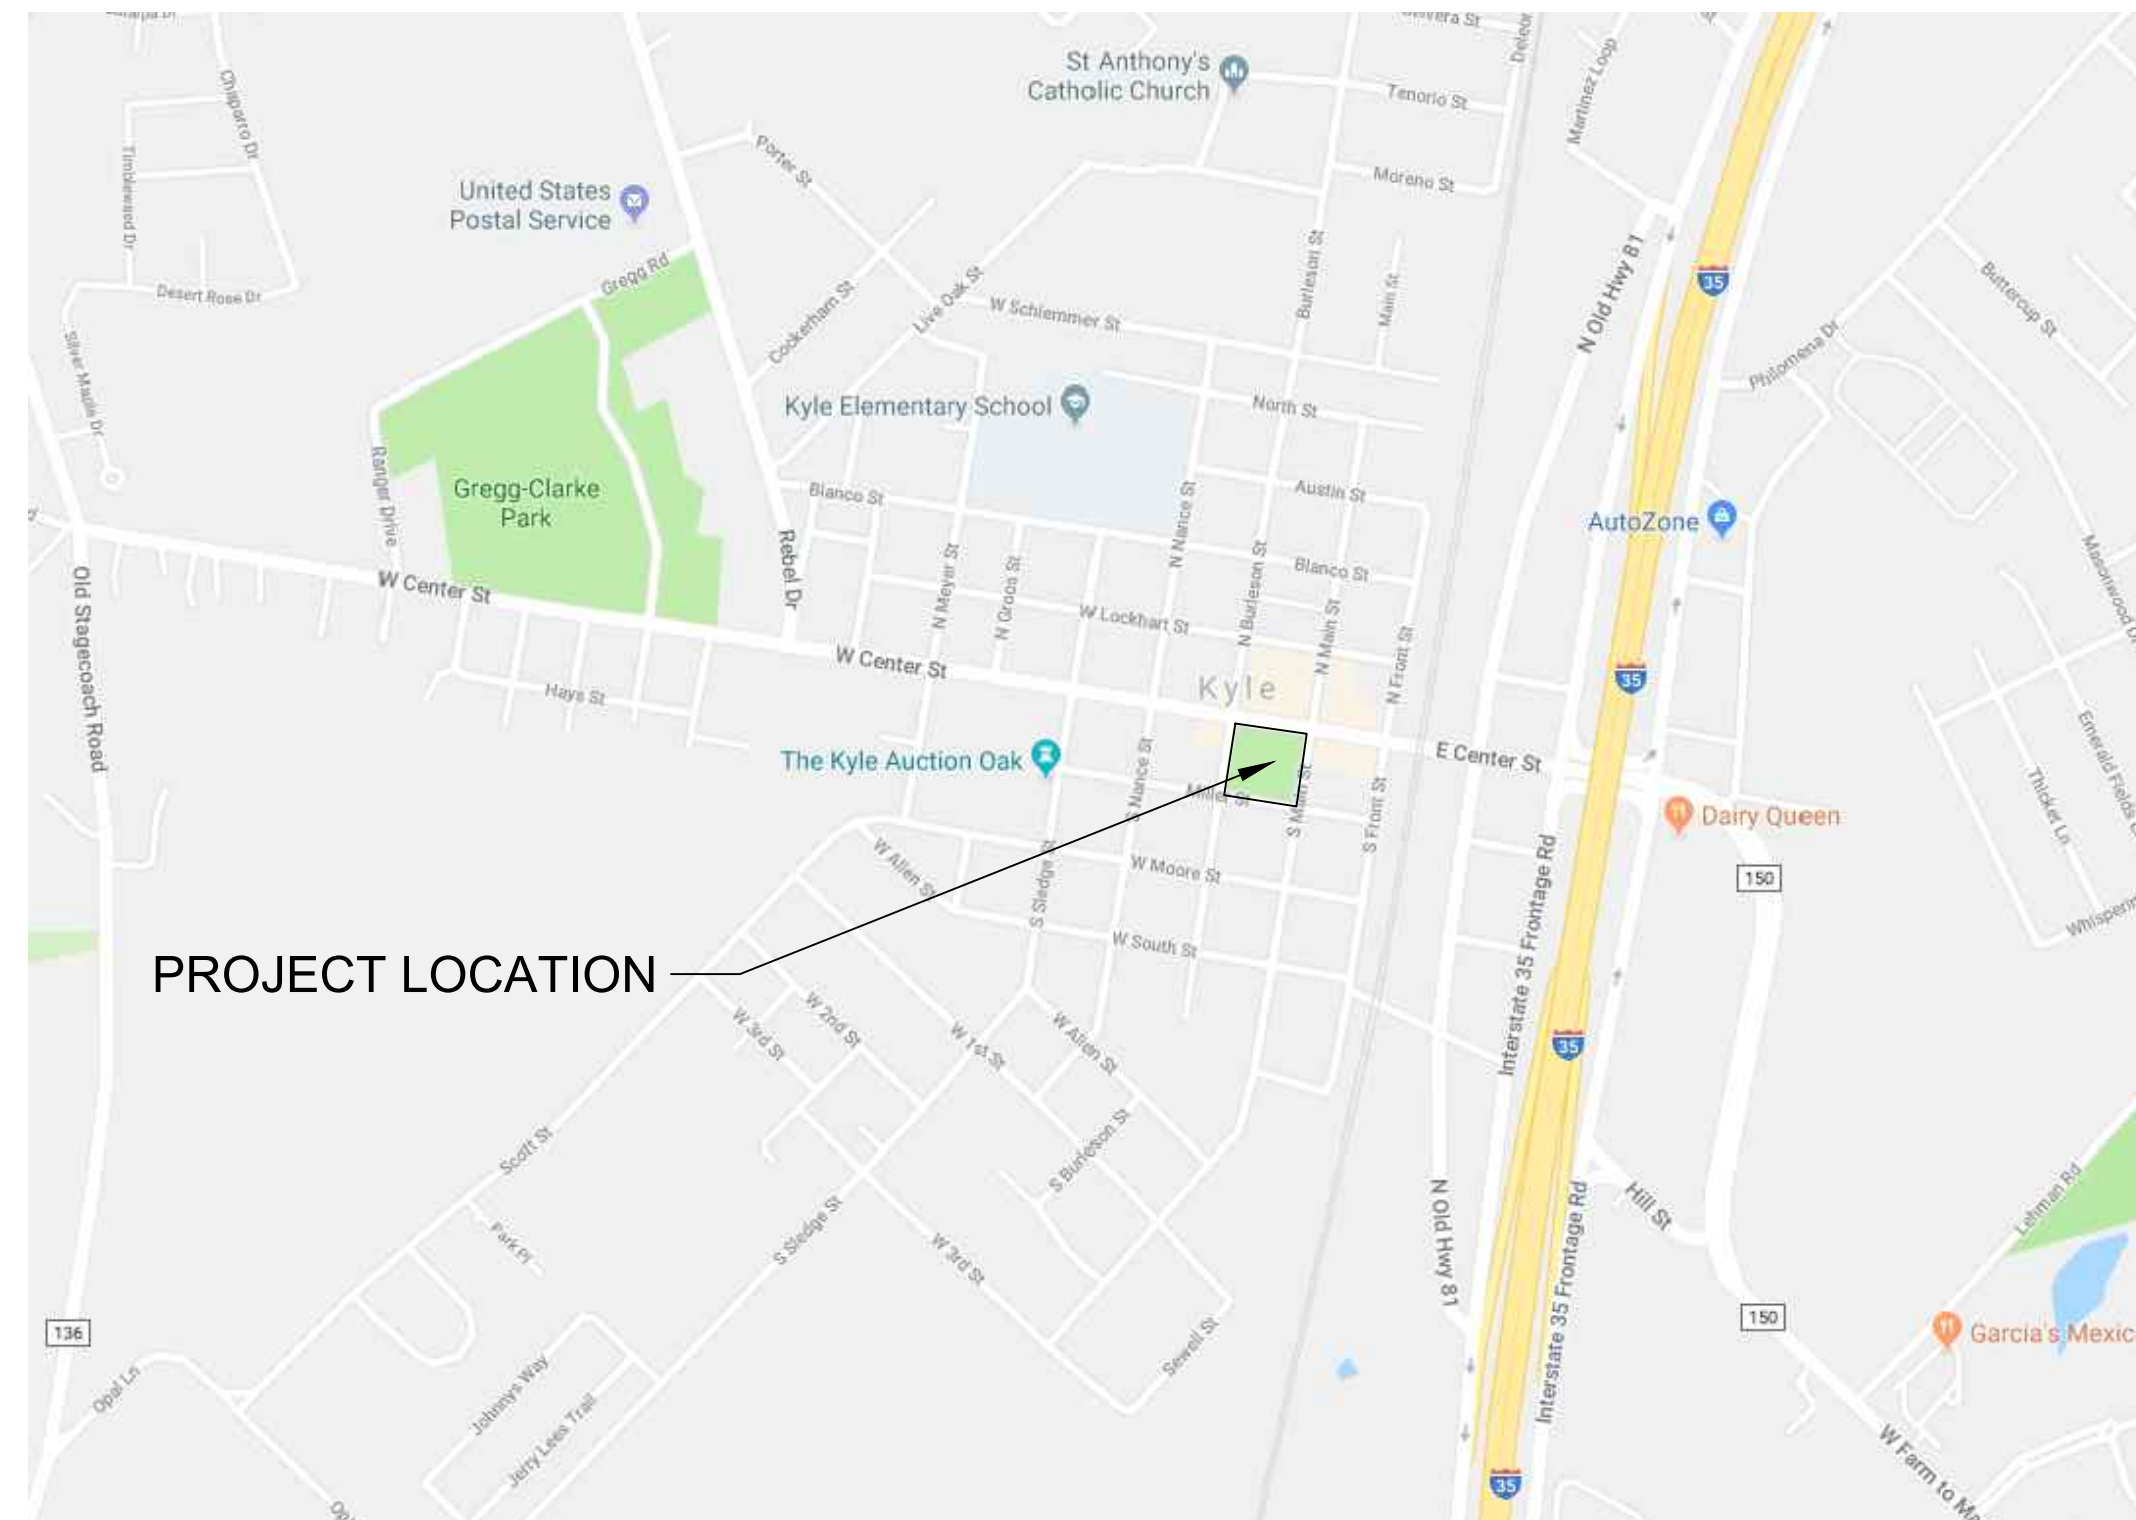 Chaparro Dr
Timblewood Dr
Desert Rose Dr
Silver Maple Dr
St Anthony's
Catholic Church
Tenorio St
Moreno St
Martinez Loop
Porter St
United States
Postal Service
Gregg Rd
Cockerham St
Live Oak St
W Schlemmer St
Burleson St
Main St
N Old Hwy 81
35
Buttercup St
Philomena Dr
Kyle Elementary School
North St
Ranger Drive
Gregg-Clarke
Park
Blanco St
N Nance St
Austin St
AutoZone
Rebel Dr
Old Stagecoach Road
W Center St
N Meyer St
N Groos St
W Lockhart St
N Burleson St
Blanco St
N Main St
N Front St
W Center St
Hays St
Kyle
35
Emerald Fields
Thicket Ln
The Kyle Auction Oak
S Nance St
Miller St
S Main St
S Front St
E Center St
Dairy Queen
150
W Allen St
S Sledge St
W Moore St
W South St
Interstate 35 Frontage Rd
PROJECT LOCATION
W 3rd St
W 2nd St
W 1st St
W Allen St
35
Scott St
S Burleson St
Park Pl
S Sledge St
W 3rd St
Sewell St
N Old Hwy 81
Interstate 35 Frontage Rd
Hill St
Lehman Rd
136
150
Garcia's Mexic
Opal Ln
Johnnys Way
Jerry Lees Trail
35
W Farm to Ma